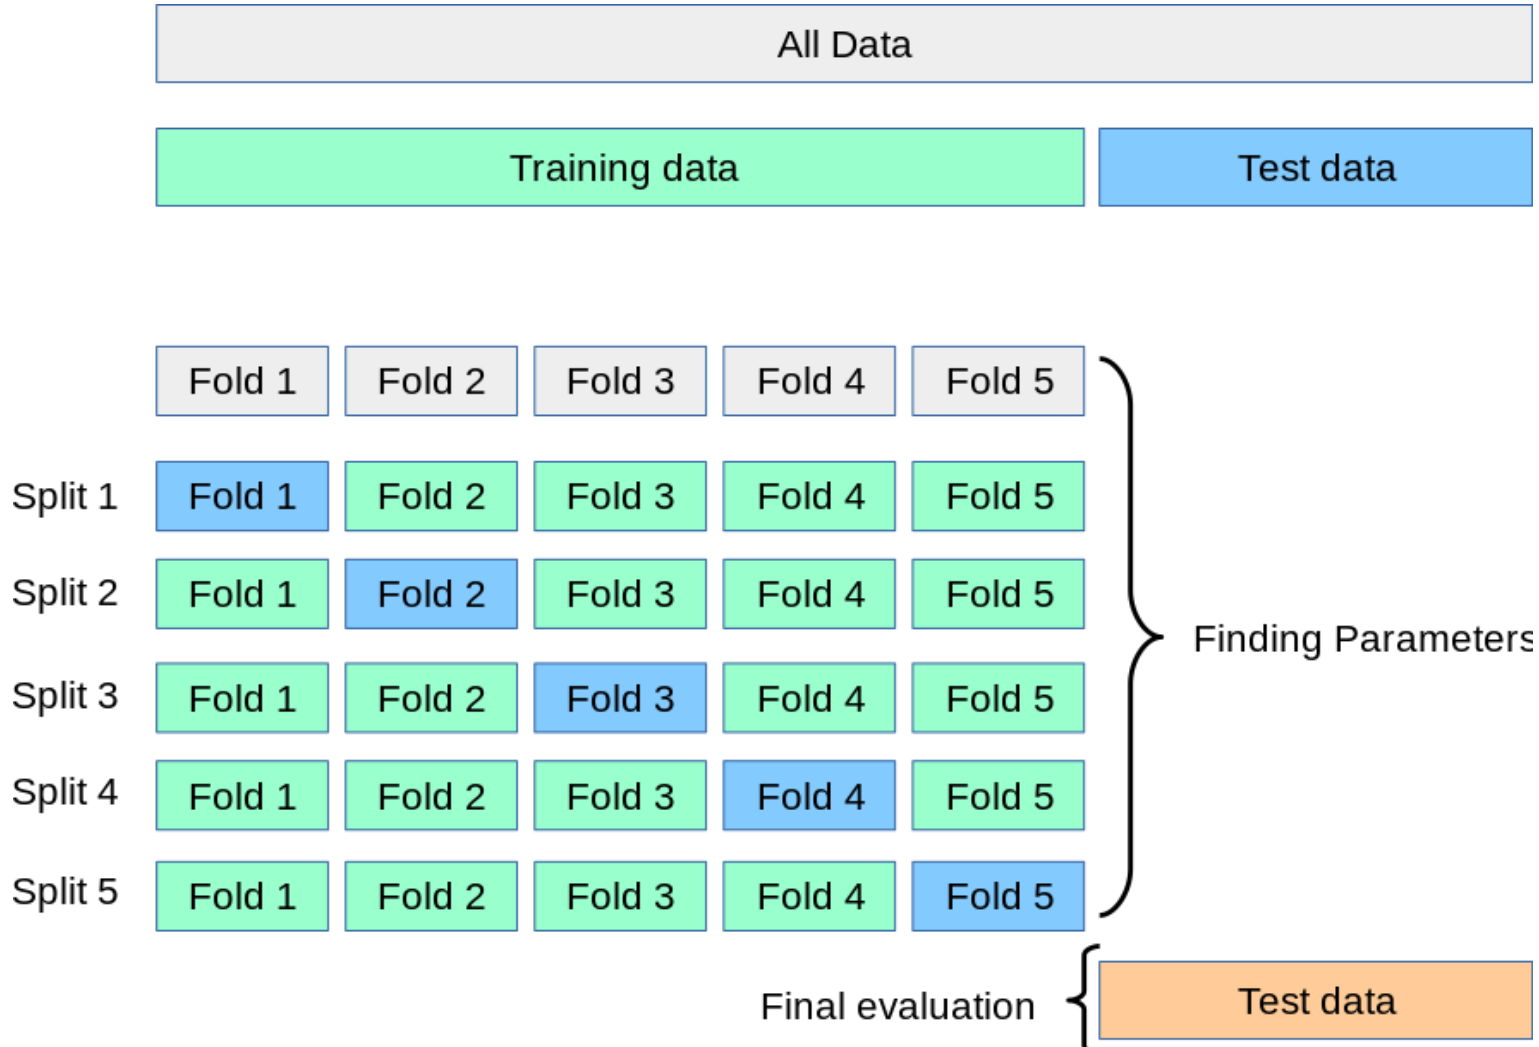 All Data
Training data Test data
Fold 1 Fold 2 Fold 3 Fold 4 Fold 5
Split 1 Fold 1 Fold 2 Fold 3 Fold 4 Fold 5
Split 2 Fold 1 Fold 2 Fold 3 Fold 4 Fold 5
Finding Parameters
Split 3 Fold 1 Fold 2 Fold 3 Fold 4 Fold 5
Split 4 Fold 1 Fold 2 Fold 3 Fold 4 Fold 5
Split 5 Fold 1 Fold 2 Fold 3 Fold 4 Fold 5
Final evaluation Test data